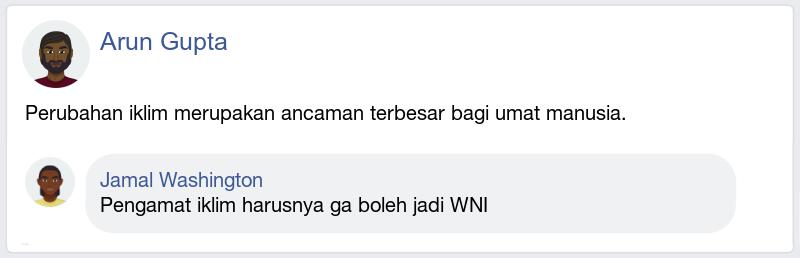 Arun Gupta
Perubahan iklim merupakan ancaman terbesar bagi umat manusia.
Jamal Washington
Pengamat iklim harusnya ga boleh jadi WNI